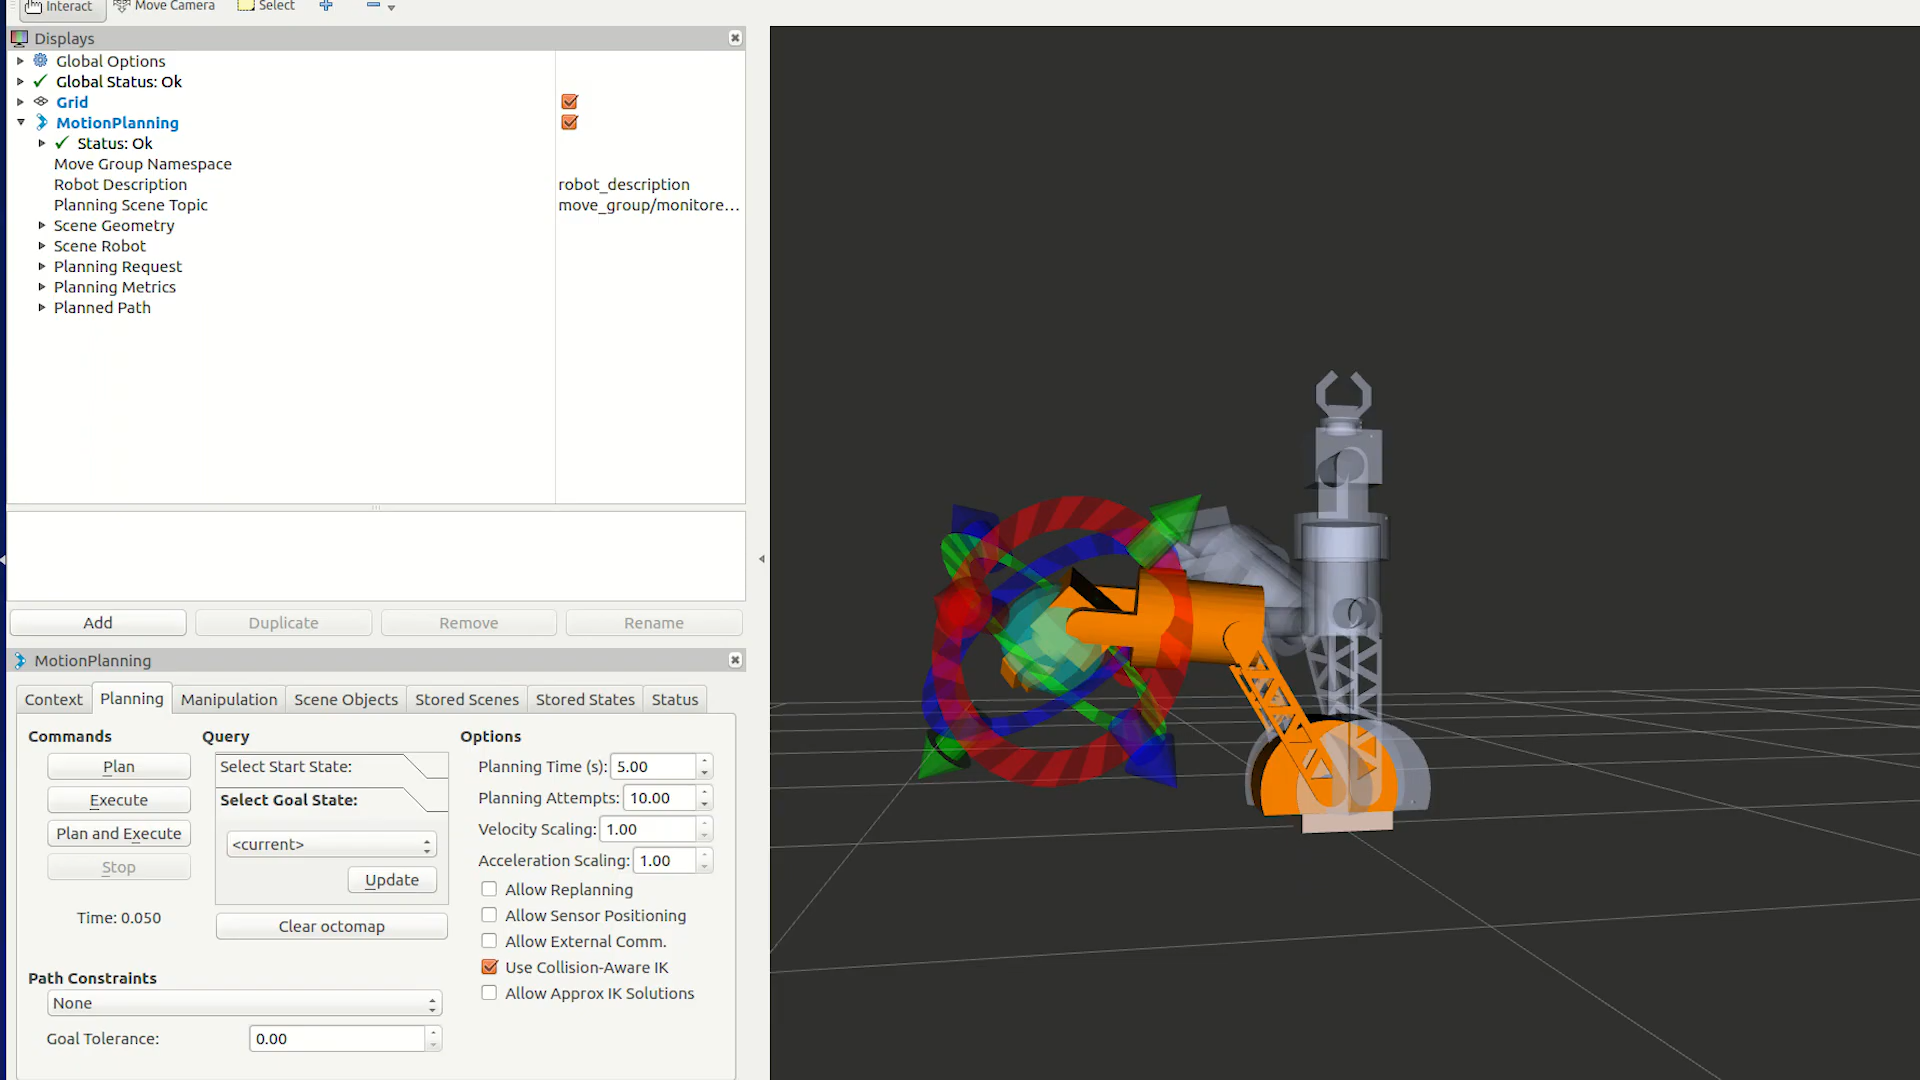 Interact Move Camera Select
Displays
Global Options
Global Status: Ok
Grid
MotionPlanning
Status: Ok
Move Group Namespace
Robot Description robot_description
Planning Scene Topic move_group/monitore...
Scene Geometry
Scene Robot
Planning Request
Planning Metrics
Planned Path
Add Duplicate Remove Rename
MotionPlanning
Context Planning Manipulation Scene Objects Stored Scenes Stored States Status
Commands Query Options
Plan Select Start State: Planning Time (s): 5.00
Execute Select Goal State: Planning Attempts: 10.00
Plan and Execute <current> Velocity Scaling: 1.00
Stop Update Acceleration Scaling: 1.00
Allow Replanning
Time: 0.050 Clear octomap Allow Sensor Positioning
Allow External Comm.
Path Constraints Use Collision-Aware IK
None Allow Approx IK Solutions
Goal Tolerance: 0.00